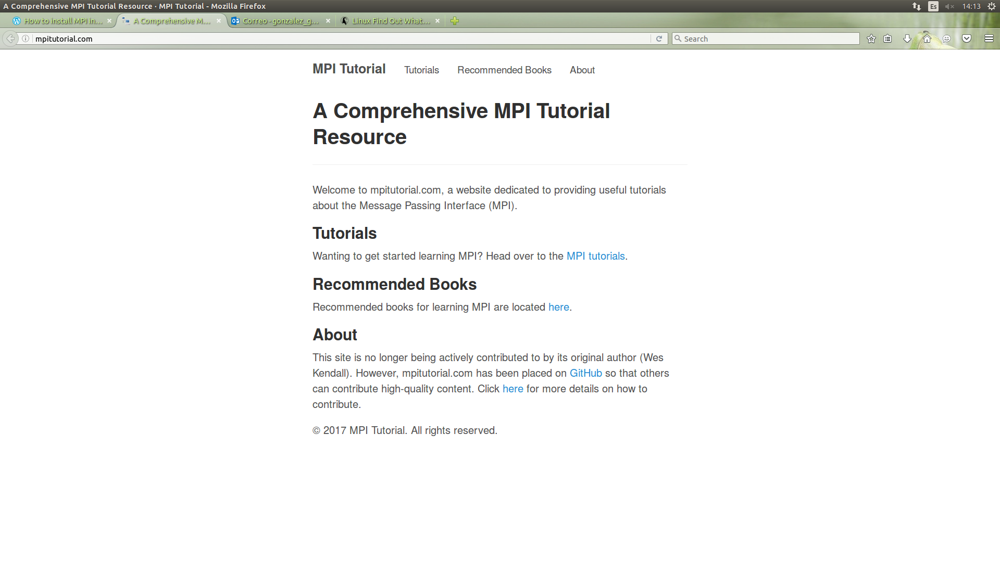 A Comprehensive MPI Tutorial Resource · MPI Tutorial - Mozilla Firefox
Es
14:13
How to install MPI in...
A Comprehensive M...
Correo - gonzalez_g...
Linux Find Out What...
mpitutorial.com
Search
MPI Tutorial
Tutorials
Recommended Books
About
A Comprehensive MPI Tutorial
Resource
Welcome to mpitutorial.com, a website dedicated to providing useful tutorials
about the Message Passing Interface (MPI).
Tutorials
Wanting to get started learning MPI? Head over to the MPI tutorials.
Recommended Books
Recommended books for learning MPI are located here.
About
This site is no longer being actively contributed to by its original author (Wes
Kendall). However, mpitutorial.com has been placed on GitHub so that others
can contribute high-quality content. Click here for more details on how to
contribute.
© 2017 MPI Tutorial. All rights reserved.